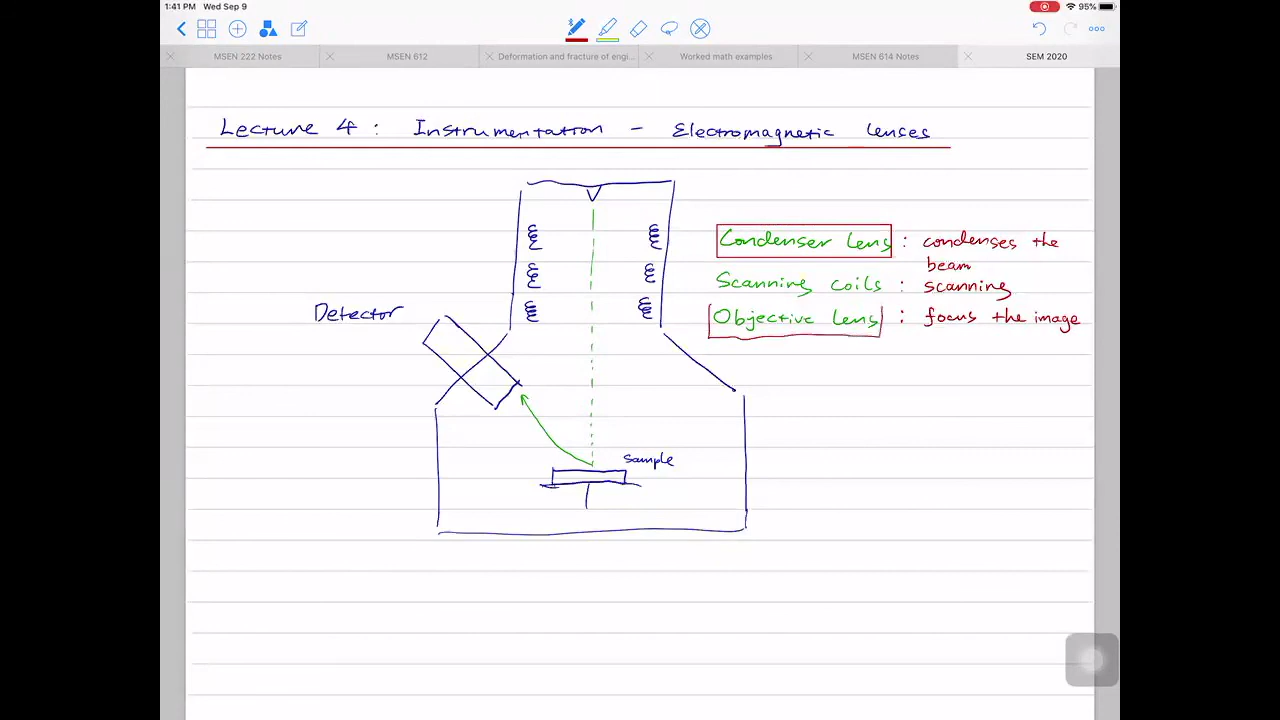 1:41 PM Wed Sep 9
95%
MSEN 222 Notes
MSEN 612
Deformation and fracture of engi...
Worked math examples
MSEN 614 Notes
SEM 2020
Lecture 4 : Instrumentation - Electromagnetic lenses
Condenser Lens : condenses the
beam
Scanning coils : scanning
Objective Lens : focus the image
Detector
sample